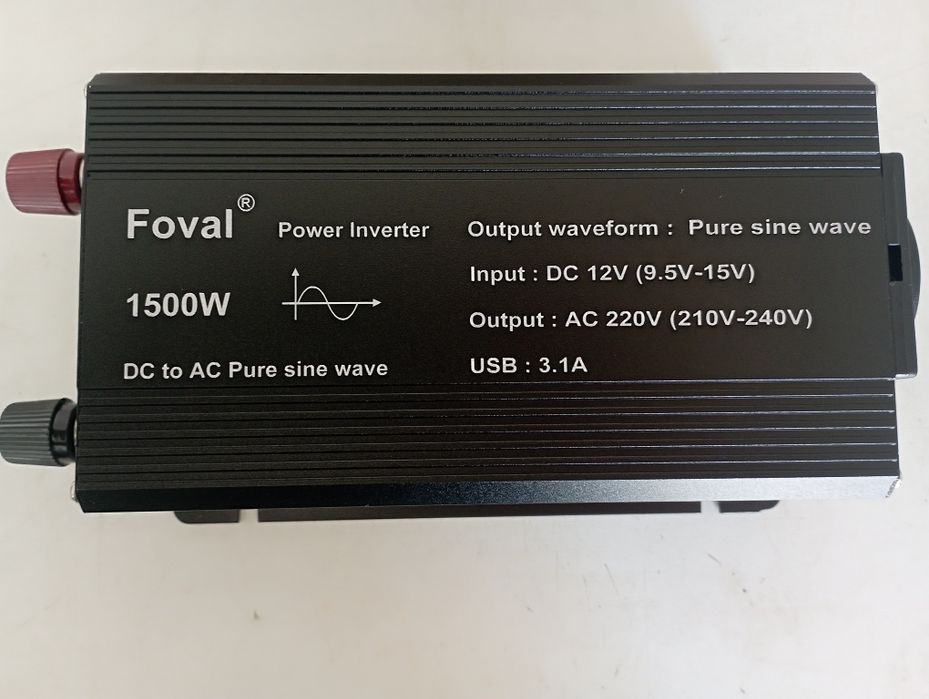 Foval®
Power Inverter
1500W
DC to AC Pure sine wave
Output waveform : Pure sine wave
Input : DC 12V (9.5V-15V)
Output : AC 220V (210V-240V)
USB : 3.1A